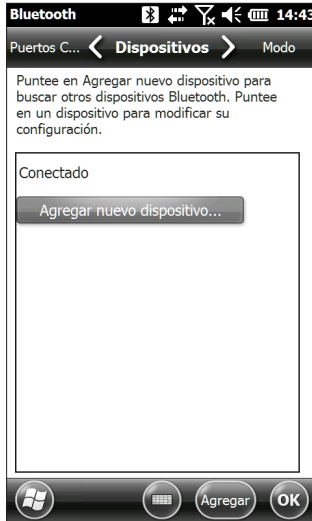 Bluetooth 14:43
Puertos C... Dispositivos Modo
Puntee en Agregar nuevo dispositivo para
buscar otros dispositivos Bluetooth. Puntee
en un dispositivo para modificar su
configuración.
Conectado
Agregar nuevo dispositivo...
Agregar OK